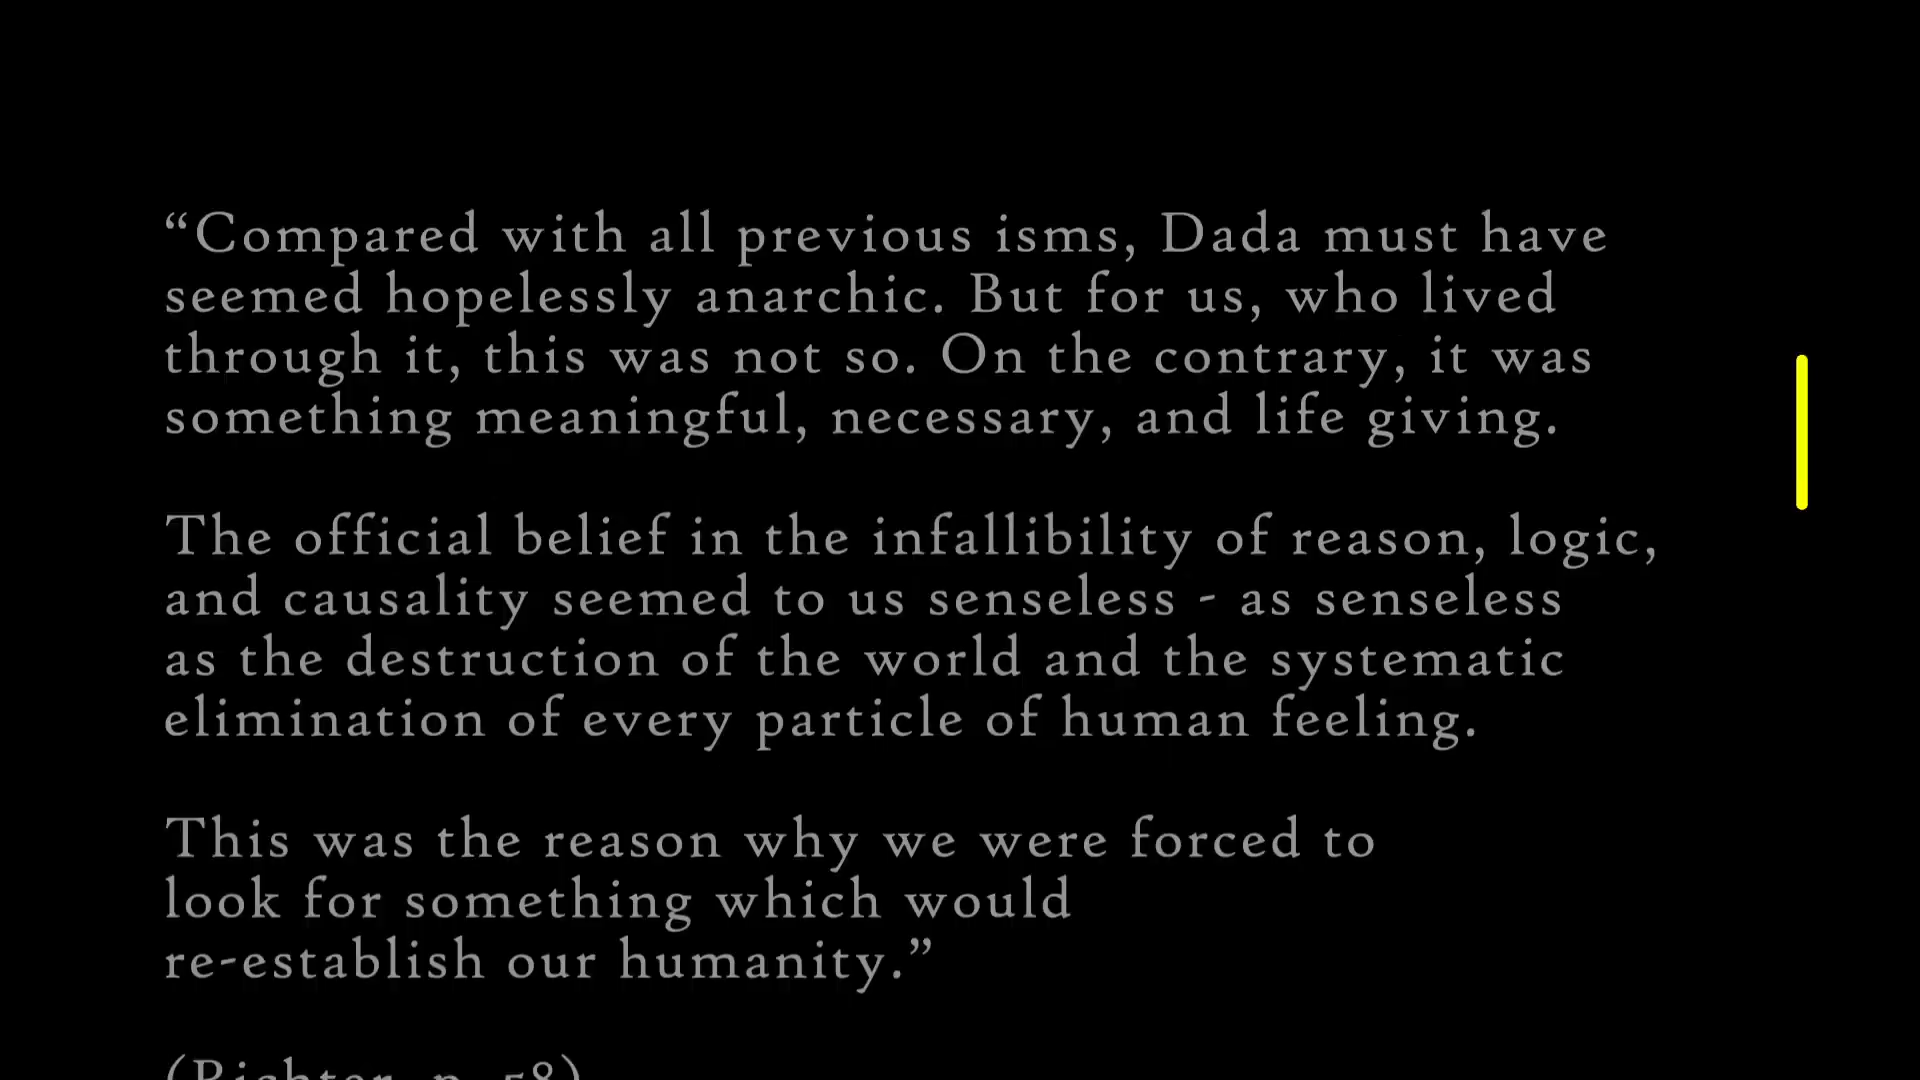 “Compared with all previous isms, Dada must have
seemed hopelessly anarchic. But for us, who lived
through it, this was not so. On the contrary, it was
something meaningful, necessary, and life giving.
The official belief in the infallibility of reason, logic,
and causality seemed to us senseless - as senseless
as the destruction of the world and the systematic
elimination of every particle of human feeling.
This was the reason why we were forced to
look for something which would
re-establish our humanity.”
(Richter, p. 58)